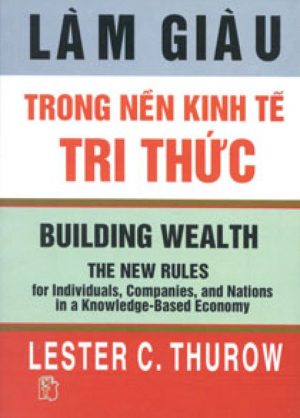 LÀM GIÀU
TRONG NỀN KINH TẾ
TRI THỨC
BUILDING WEALTH
THE NEW RULES
for Individuals, Companies, and Nations
in a Knowledge-Based Economy
LESTER C. THUROW